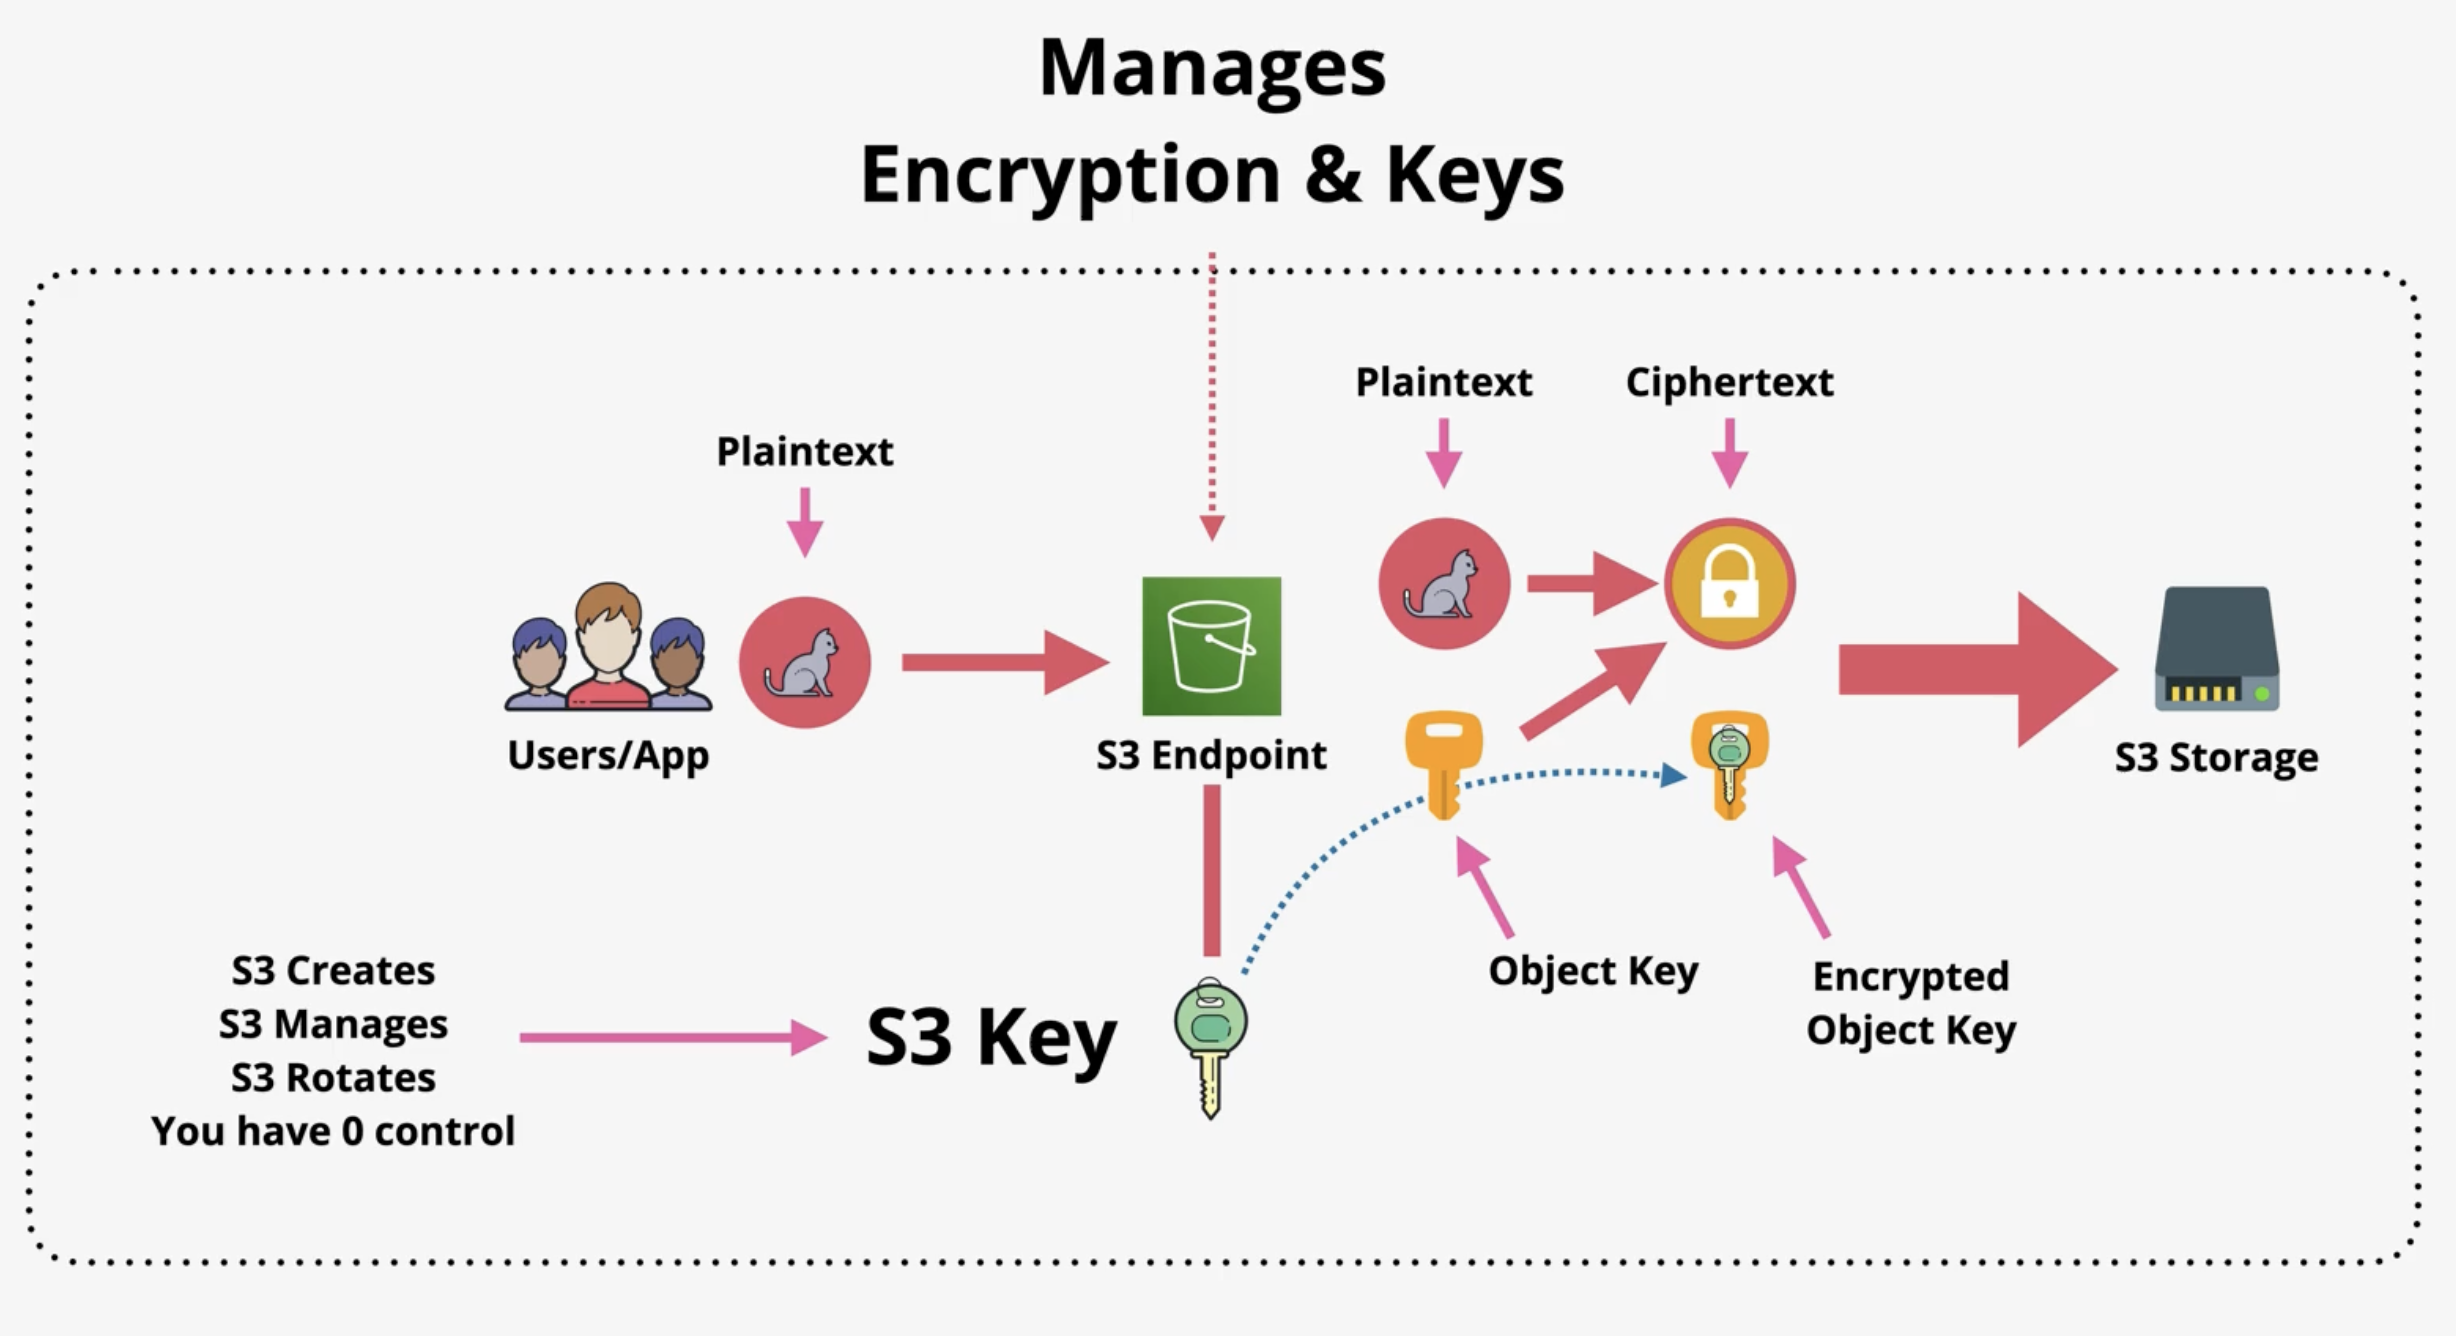 Manages
Encryption & Keys
Plaintext
Ciphertext
Plaintext
Users/App
S3 Endpoint
S3 Storage
S3 Creates
S3 Manages
S3 Rotates
You have 0 control
S3 Key
Object Key
Encrypted
Object Key